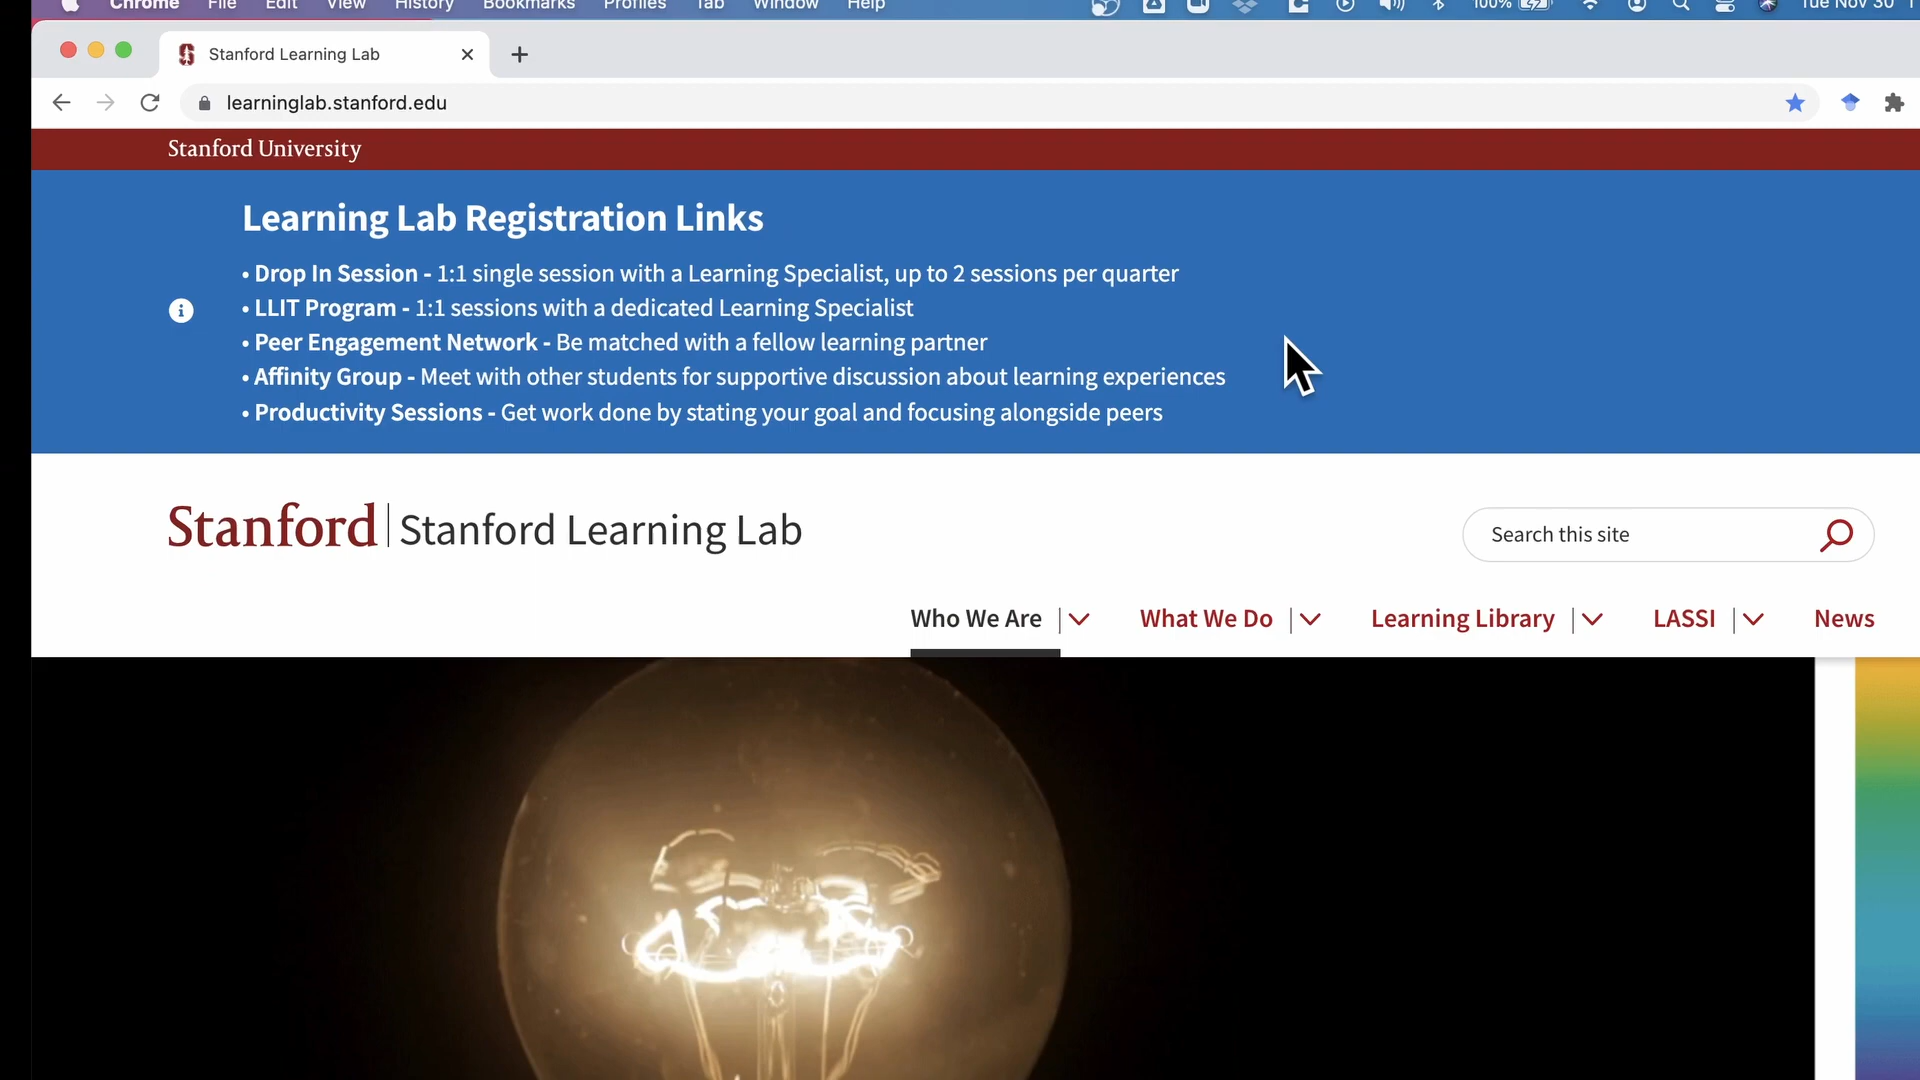 Chrome File Edit View History Bookmarks Profiles Tab Window Help 100% Tue Nov 30
Stanford Learning Lab
learninglab.stanford.edu
Stanford University
Learning Lab Registration Links
• Drop In Session - 1:1 single session with a Learning Specialist, up to 2 sessions per quarter
• LLIT Program - 1:1 sessions with a dedicated Learning Specialist
• Peer Engagement Network - Be matched with a fellow learning partner
• Affinity Group - Meet with other students for supportive discussion about learning experiences
• Productivity Sessions - Get work done by stating your goal and focusing alongside peers
Stanford | Stanford Learning Lab
Search this site
Who We Are What We Do Learning Library LASSI News